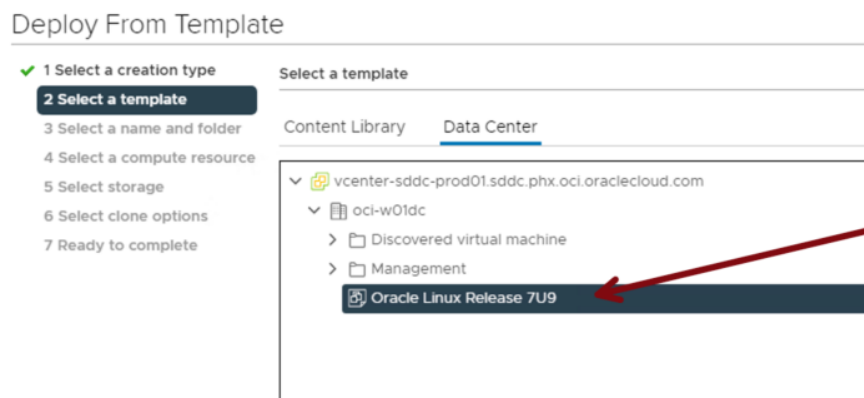 Deploy From Template
1 Select a creation type
2 Select a template
3 Select a name and folder
4 Select a compute resource
5 Select storage
6 Select clone options
7 Ready to complete
Select a template
Content Library Data Center
vcenter-sddc-prod01.sddc.phx.oci.oraclecloud.com
oci-w01dc
Discovered virtual machine
Management
Oracle Linux Release 7U9